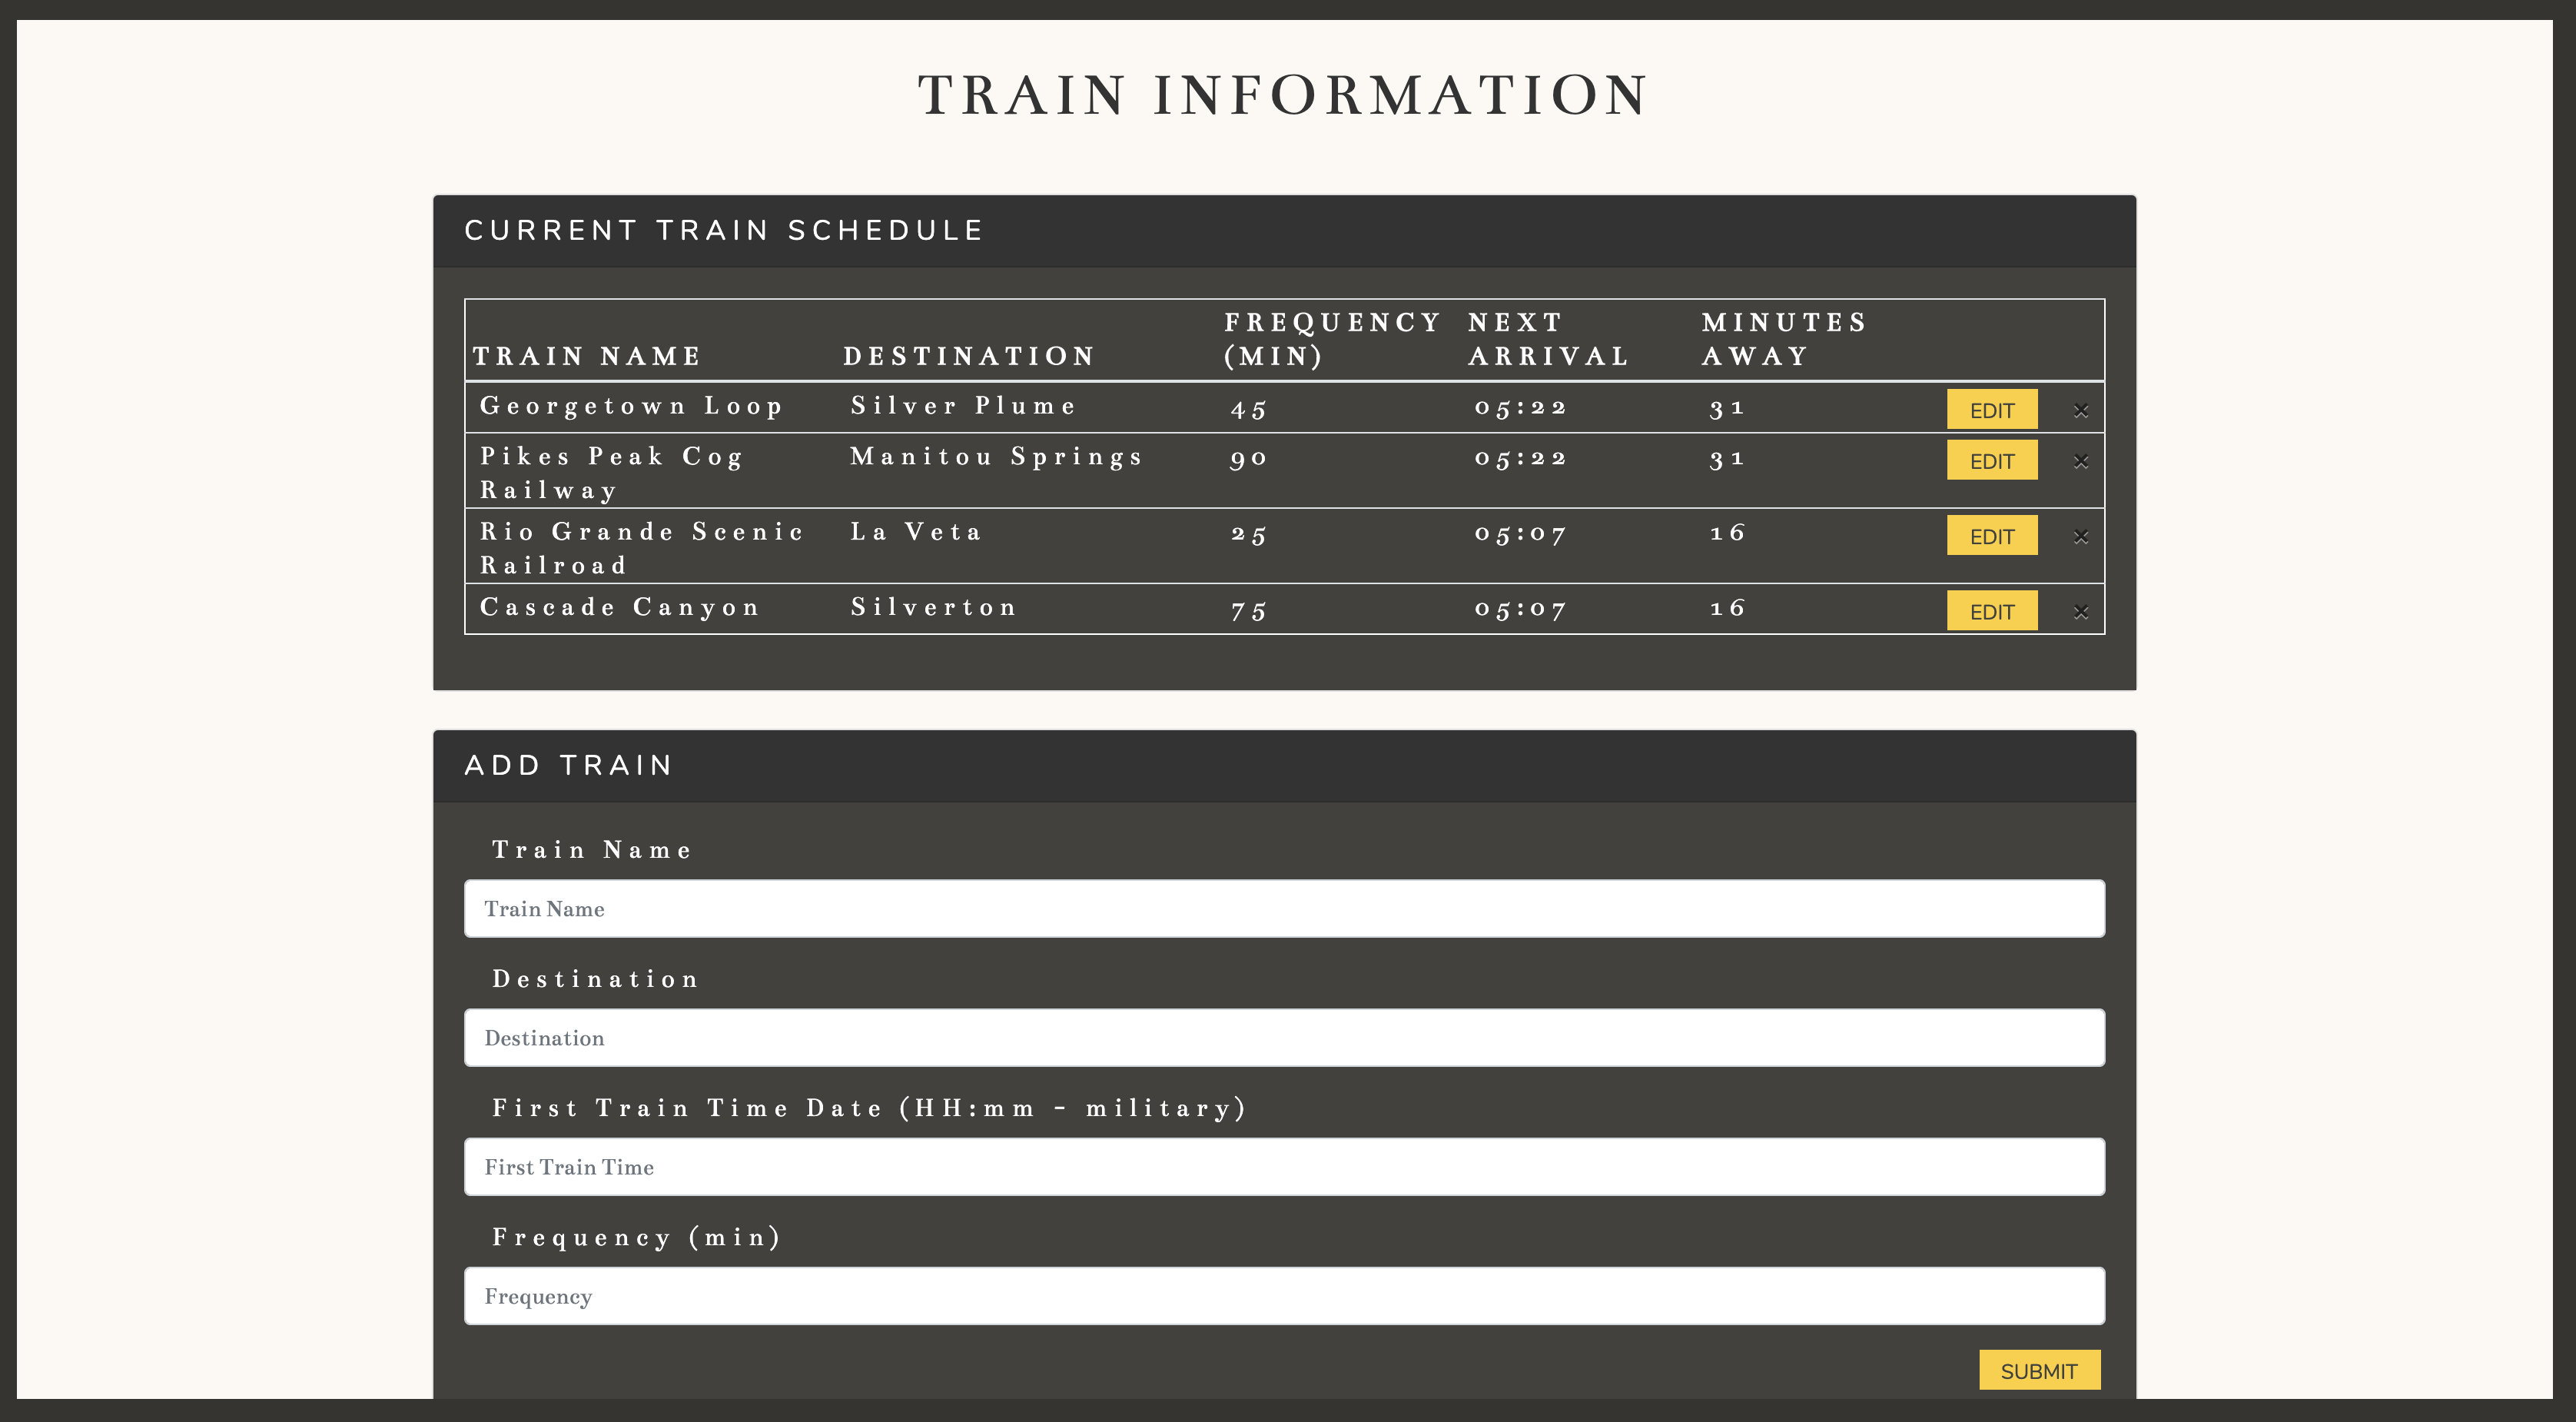 TRAIN INFORMATION
CURRENT TRAIN SCHEDULE
TRAIN NAME DESTINATION FREQUENCY (MIN) NEXT ARRIVAL MINUTES AWAY
Georgetown Loop Silver Plume 45 05:22 31 EDIT ×
Pikes Peak Cog Manitou Springs 90 05:22 31 EDIT ×
Railway
Rio Grande Scenic La Veta 25 05:07 16 EDIT ×
Railroad
Cascade Canyon Silverton 75 05:07 16 EDIT ×
ADD TRAIN
Train Name
Train Name
Destination
Destination
First Train Time Date (HH:mm - military)
First Train Time
Frequency (min)
Frequency
SUBMIT